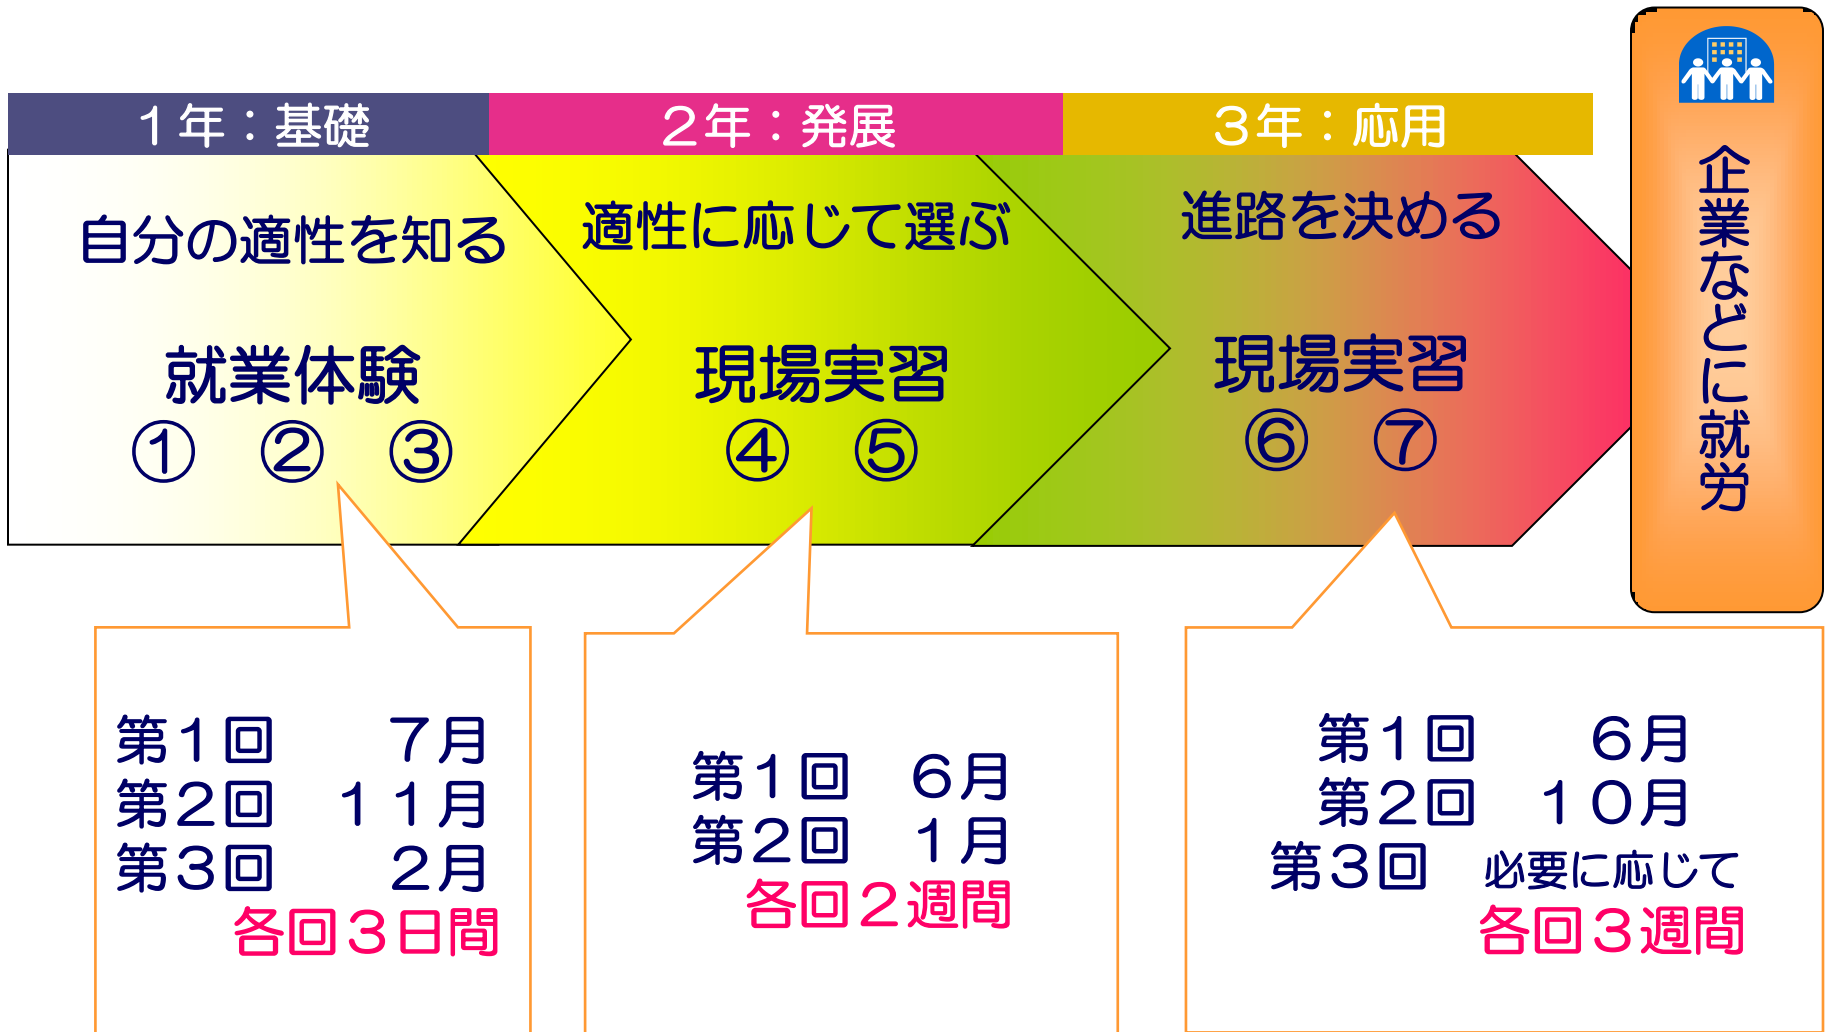 １年：基礎
２年：発展
３年：応用
自分の適性を知る
就業体験
①　②　③
適性に応じて選ぶ
現場実習
④　⑤
進路を決める
現場実習
⑥　⑦
企業などに就労
第１回　　７月
第２回　１１月
第３回　　２月
各回３日間
第１回　６月
第２回　１月
各回２週間
第１回　　６月
第２回　１０月
第３回　必要に応じて
各回３週間